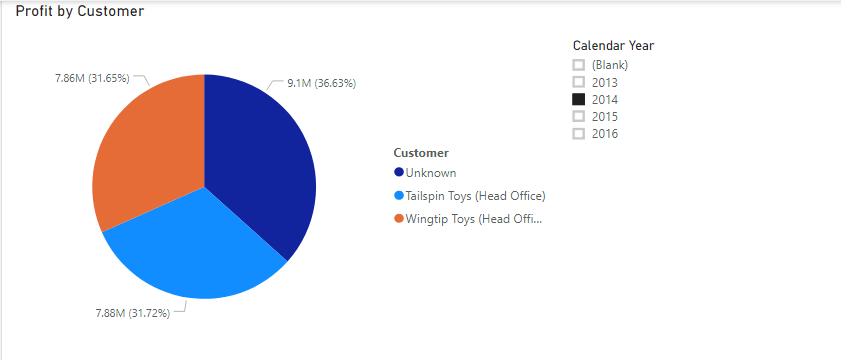 Profit by Customer
7.86M (31.65%)
9.1M (36.63%)
7.88M (31.72%)
Customer
Unknown
Tailspin Toys (Head Office)
Wingtip Toys (Head Offi...
Calendar Year
(Blank)
2013
2014
2015
2016